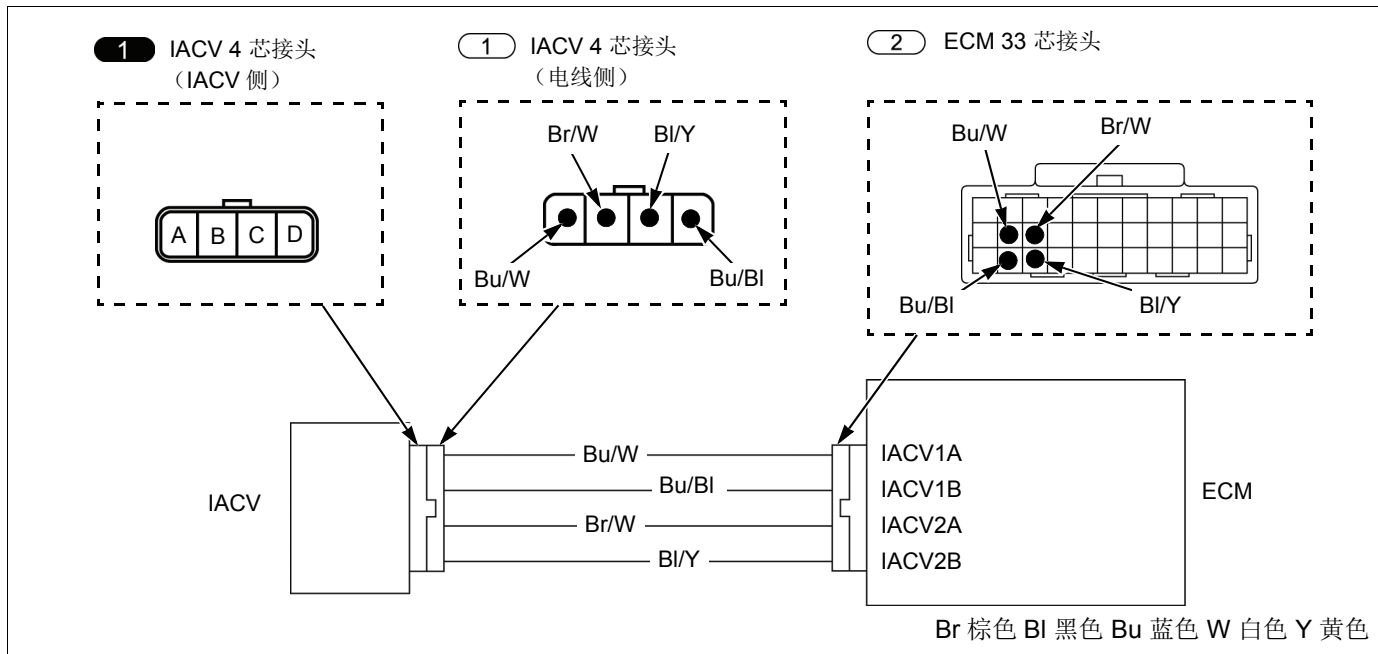 1 IACV 4 芯接头
（IACV 侧）
1 IACV 4 芯接头
（电线侧）
2 ECM 33 芯接头
A B C D
Br/W Bl/Y
Bu/W Bu/Bl
Bu/W Br/W
Bu/Bl Bl/Y
IACV
Bu/W
Bu/Bl
Br/W
Bl/Y
IACV1A
IACV1B
IACV2A
IACV2B
ECM
Br 棕色 Bl 黑色 Bu 蓝色 W 白色 Y 黄色